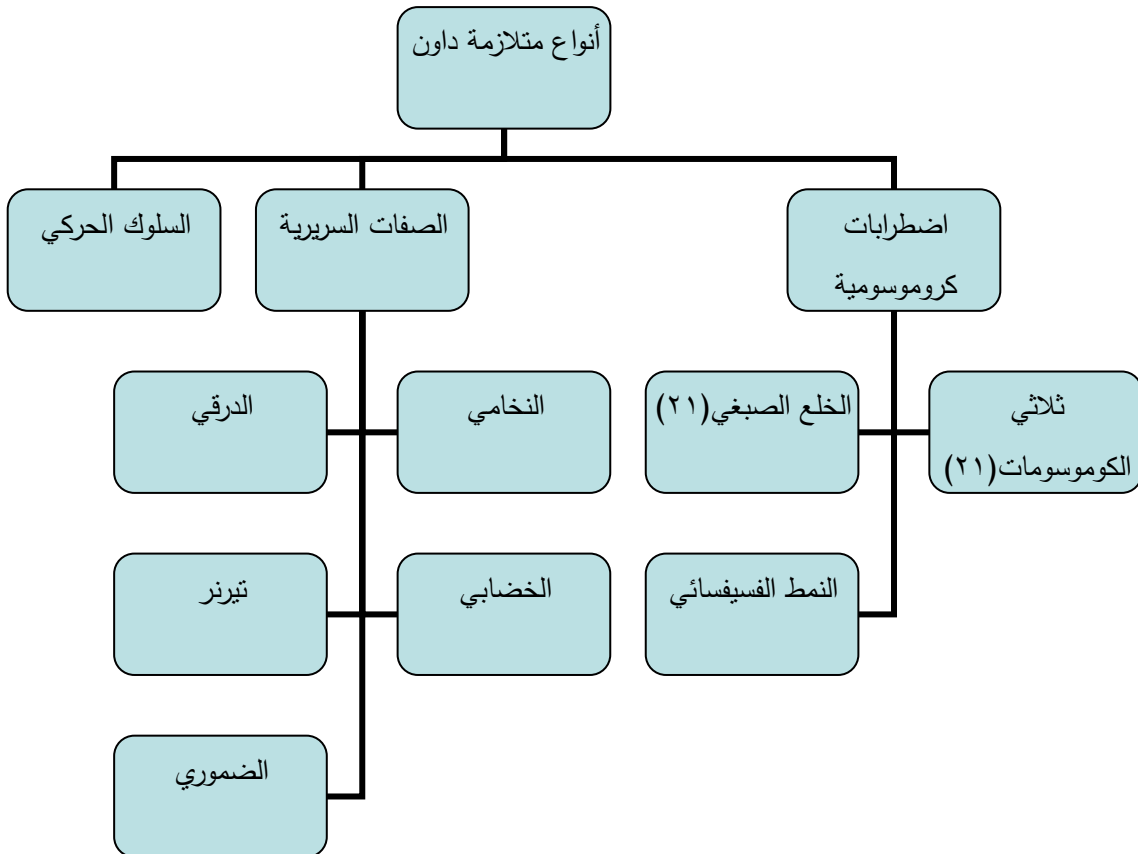 أنواع متلازمة داون
اضطرابات
كروموسومية
الصفات السريرية
السلوك الحركي
ثلاثي
الكوموسومات(٢١)
الخلع الصبغي(٢١)
النخامي
الدرقي
النمط الفسيفسائي
الخضابي
تيرنر
الضموري